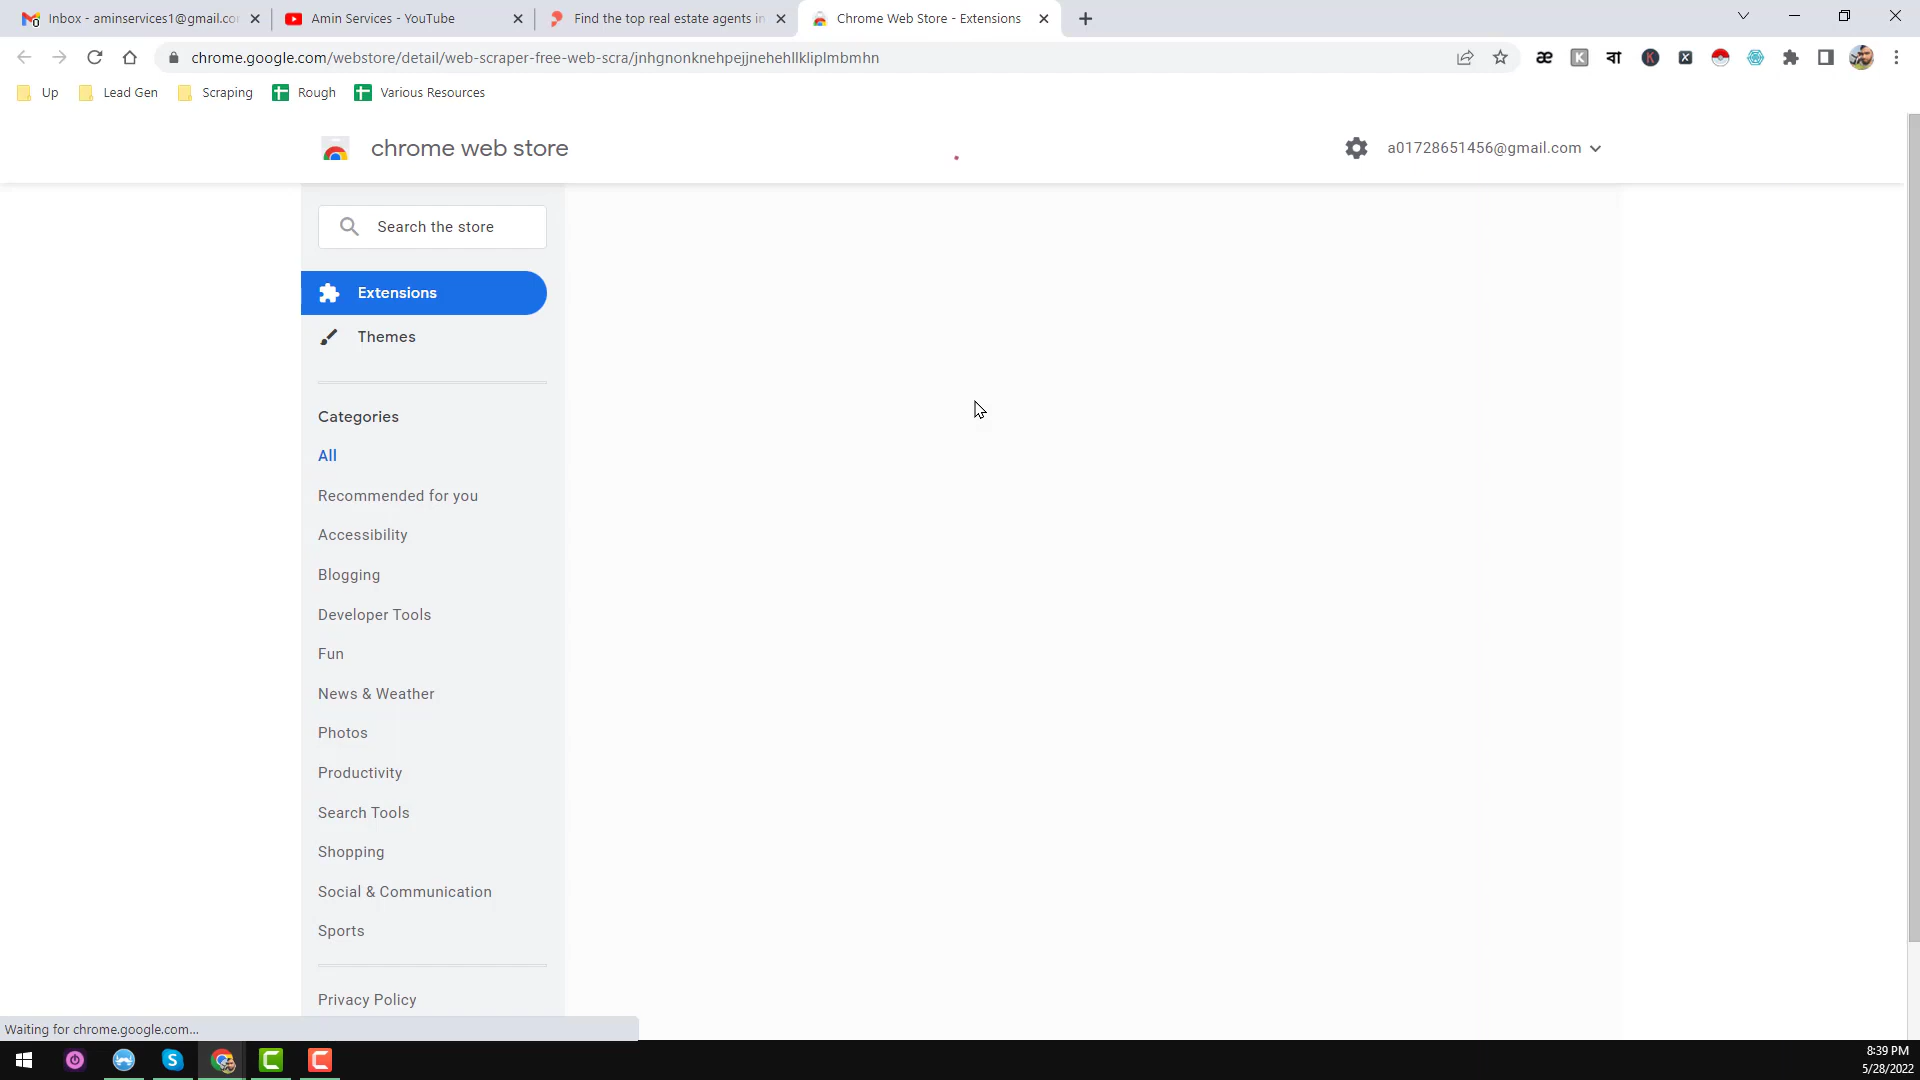 Inbox - aminservices1@gmail.co
Amin Services - YouTube
Find the top real estate agents in
Chrome Web Store - Extensions
chrome.google.com/webstore/detail/web-scraper-free-web-scra/jnhgnonknehpejjnehehllkliplmbmhn
Up
Lead Gen
Scraping
Rough
Various Resources
chrome web store
a01728651456@gmail.com
Search the store
Extensions
Themes
Categories
All
Recommended for you
Accessibility
Blogging
Developer Tools
Fun
News & Weather
Photos
Productivity
Search Tools
Shopping
Social & Communication
Sports
Privacy Policy
Waiting for chrome.google.com...
8:39 PM
5/28/2022